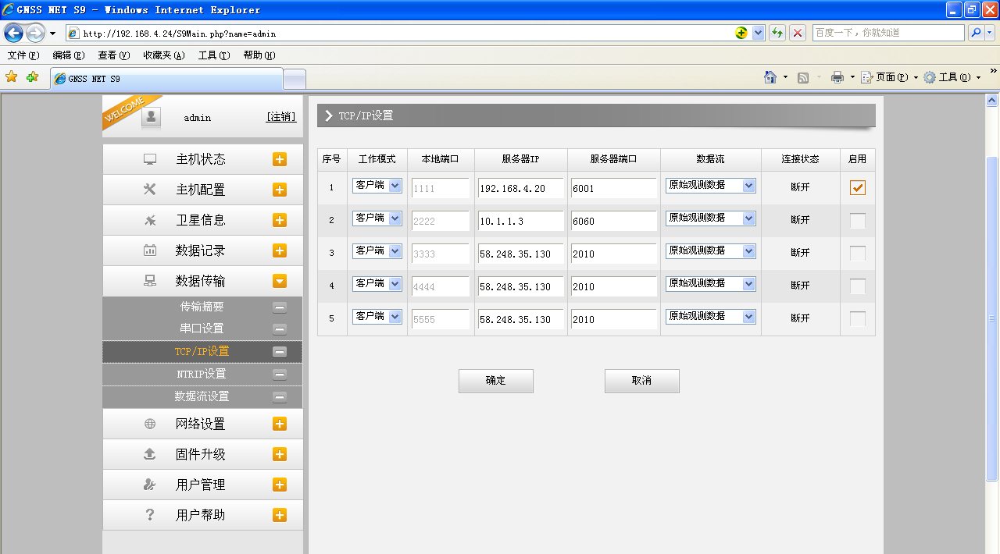 GNSS NET S9 - Windows Internet Explorer
http://192.168.4.24/S9Main.php?name=admin
百度一下，你就知道
文件(F) 编辑(E) 查看(V) 收藏夹(A) 工具(T) 帮助(H)
GNSS NET S9
页面(P) 工具(O) »
WELCOME
admin
[注销]
主机状态
主机配置
卫星信息
数据记录
数据传输
传输摘要
串口设置
TCP/IP设置
NTRIP设置
数据流设置
网络设置
固件升级
用户管理
用户帮助
TCP/IP设置
序号 工作模式 本地端口 服务器IP 服务器端口 数据流 连接状态 启用
1 客户端 1111 192.168.4.20 6001 原始观测数据 断开
2 客户端 2222 10.1.1.3 6060 原始观测数据 断开
3 客户端 3333 58.248.35.130 2010 原始观测数据 断开
4 客户端 4444 58.248.35.130 2010 原始观测数据 断开
5 客户端 5555 58.248.35.130 2010 原始观测数据 断开
确定 取消